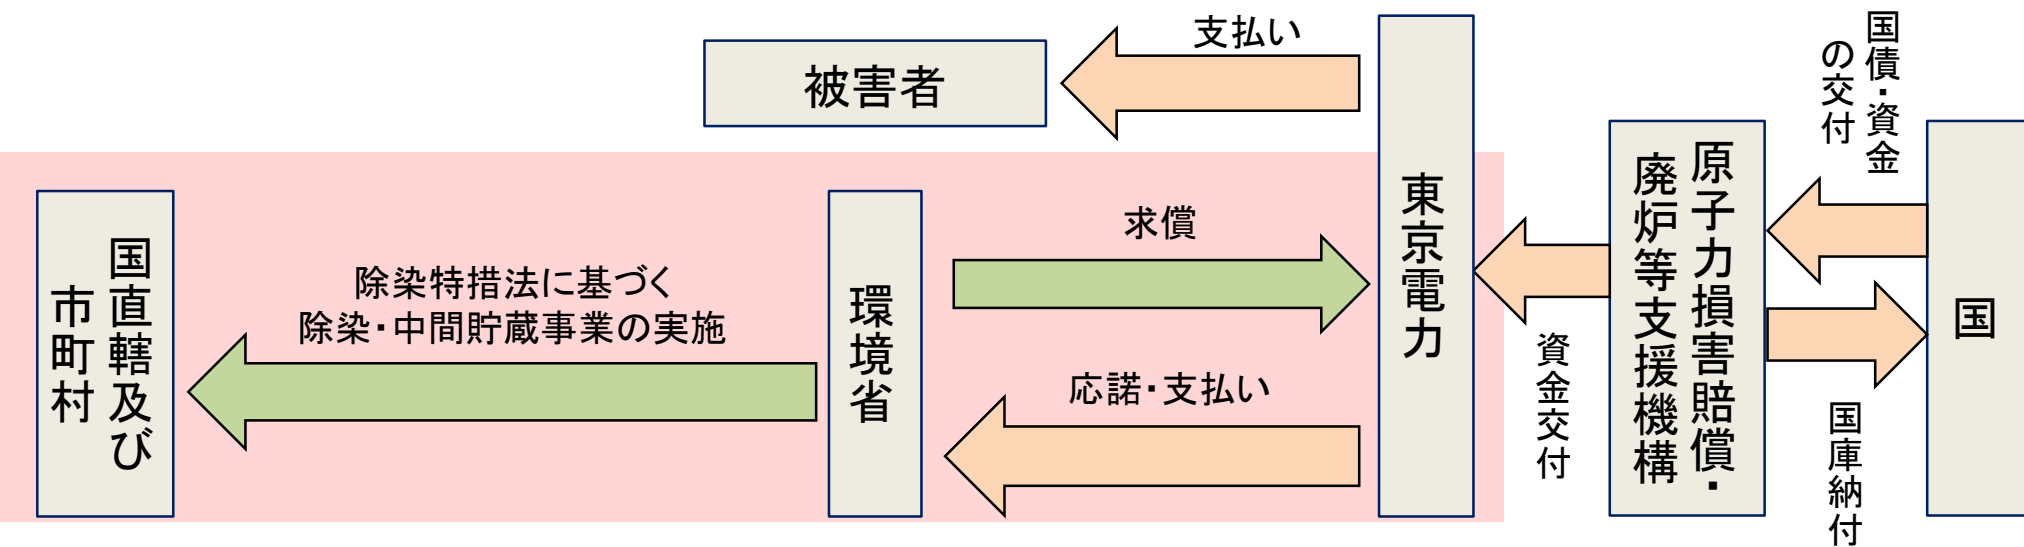 支払い
被害者
国債・資金
の交付
国直轄及び
市町村
除染特措法に基づく
除染・中間貯蔵事業の実施
環境省
求償
応諾・支払い
東京電力
資金交付
原子力損害賠償・
廃炉等支援機構
国庫納付
国